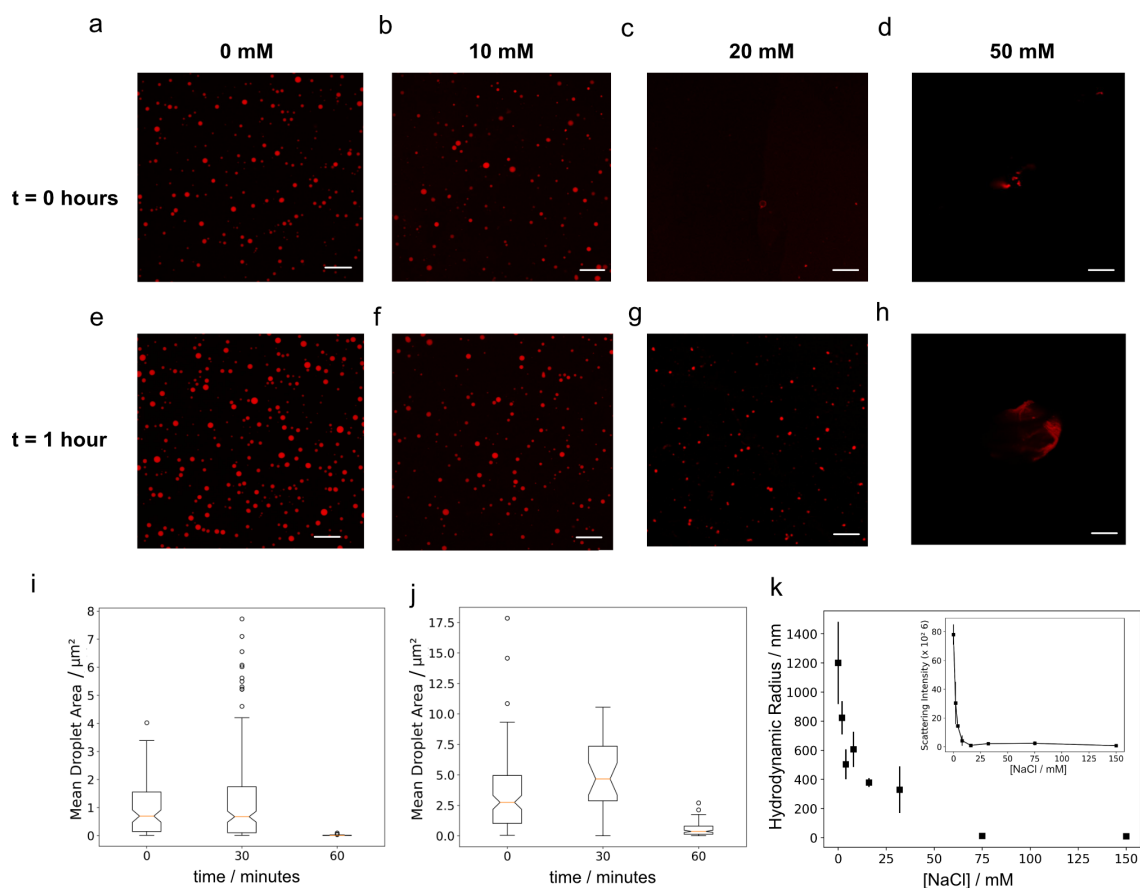 a b c d
0 mM 10 mM 20 mM 50 mM
t = 0 hours
e f g h
t = 1 hour
i
Mean Droplet Area / μm²
8
7
6
5
4
3
2
1
0
0 30 60
time / minutes
j
Mean Droplet Area / μm²
17.5
15.0
12.5
10.0
7.5
5.0
2.5
0.0
0 30 60
time / minutes
k
Hydrodynamic Radius / nm
1400
1200
1000
800
600
400
200
0
0 25 50 75 100 125 150
[NaCl] / mM
Scattering Intensity (x 10² 6)
80
60
40
20
0
0 25 50 75 100 125 150
[NaCl / mM]